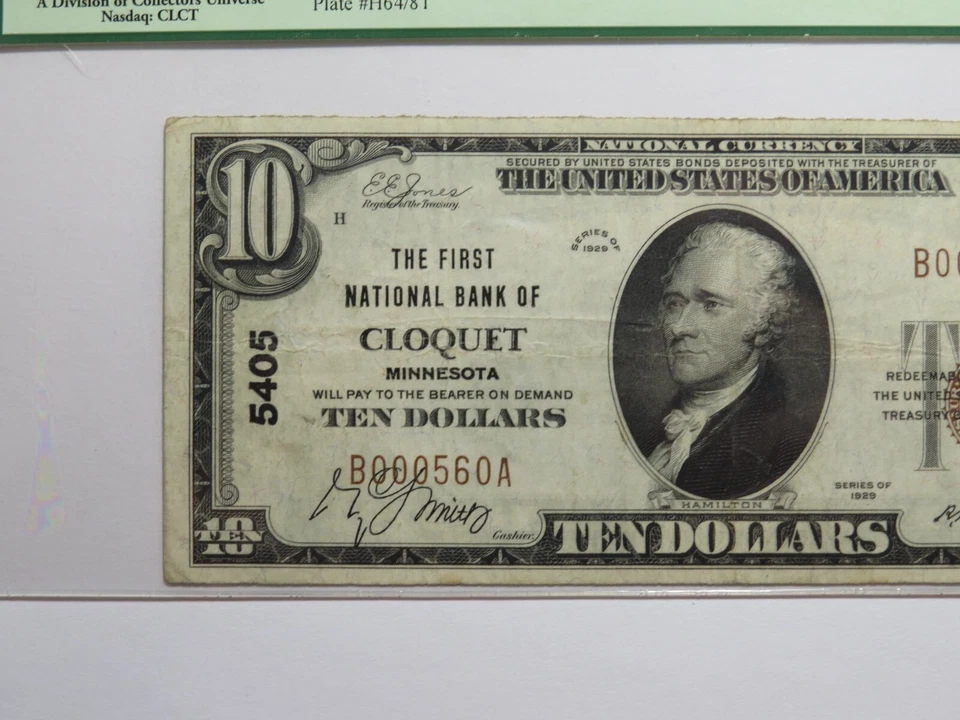 A Division of Collectors Universe
Nasdaq: CLCT
Plate #H64/81
NATIONAL CURRENCY
SECURED BY UNITED STATES BONDS DEPOSITED WITH THE TREASURER OF
THE UNITED STATES OF AMERICA
10
E E Jones
Register of the Treasury.
H
SERIES OF
1929
THE FIRST
NATIONAL BANK OF
CLOQUET
MINNESOTA
WILL PAY TO THE BEARER ON DEMAND
TEN DOLLARS
5405
B000560A
B00
REDEEMAB
THE UNITED
TREASURY
SERIES OF
1929
HAMILTON
Cashier.
TEN
10
TEN DOLLARS